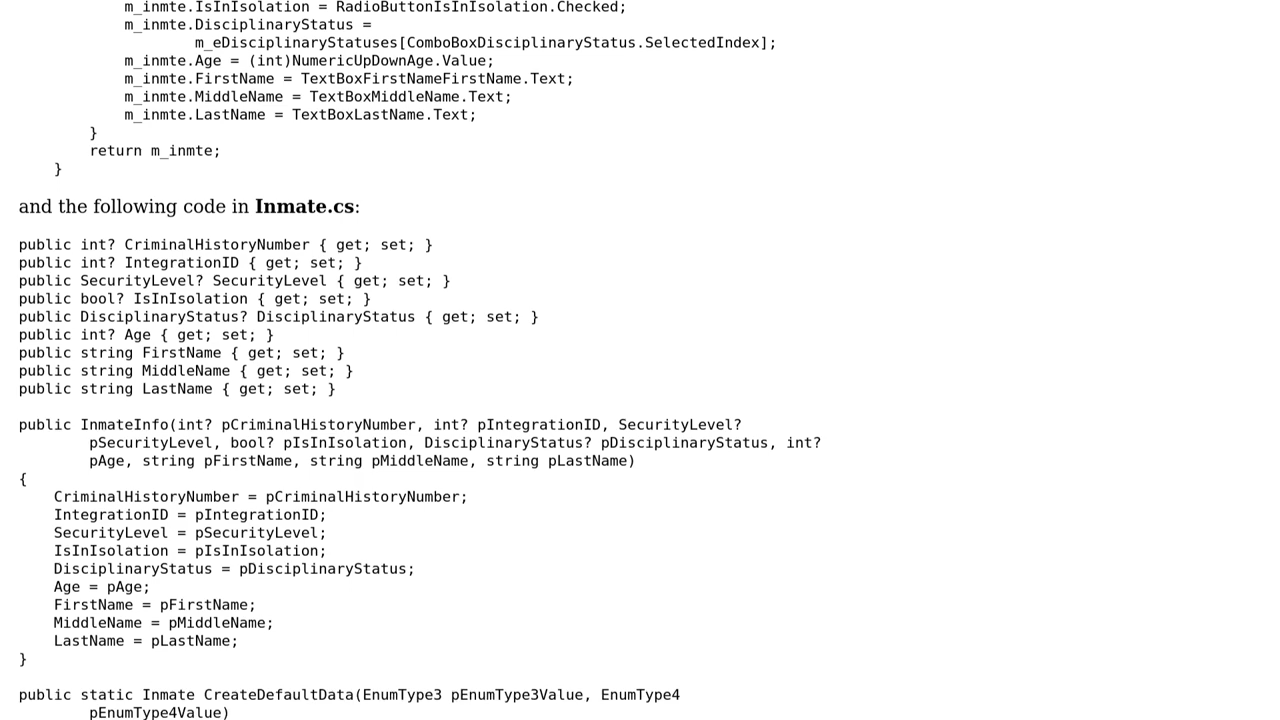 m_inmte.IsInIsolation = RadioButtonIsInIsolation.Checked;
m_inmte.DisciplinaryStatus =
m_eDisciplinaryStatuses[ComboBoxDisciplinaryStatus.SelectedIndex];
m_inmte.Age = (int)NumericUpDownAge.Value;
m_inmte.FirstName = TextBoxFirstNameFirstName.Text;
m_inmte.MiddleName = TextBoxMiddleName.Text;
m_inmte.LastName = TextBoxLastName.Text;
}
return m_inmte;
}
and the following code in Inmate.cs:
public int? CriminalHistoryNumber { get; set; }
public int? IntegrationID { get; set; }
public SecurityLevel? SecurityLevel { get; set; }
public bool? IsInIsolation { get; set; }
public DisciplinaryStatus? DisciplinaryStatus { get; set; }
public int? Age { get; set; }
public string FirstName { get; set; }
public string MiddleName { get; set; }
public string LastName { get; set; }
public InmateInfo(int? pCriminalHistoryNumber, int? pIntegrationID, SecurityLevel?
pSecurityLevel, bool? pIsInIsolation, DisciplinaryStatus? pDisciplinaryStatus, int?
pAge, string pFirstName, string pMiddleName, string pLastName)
{
CriminalHistoryNumber = pCriminalHistoryNumber;
IntegrationID = pIntegrationID;
SecurityLevel = pSecurityLevel;
IsInIsolation = pIsInIsolation;
DisciplinaryStatus = pDisciplinaryStatus;
Age = pAge;
FirstName = pFirstName;
MiddleName = pMiddleName;
LastName = pLastName;
}
public static Inmate CreateDefaultData(EnumType3 pEnumType3Value, EnumType4
pEnumType4Value)